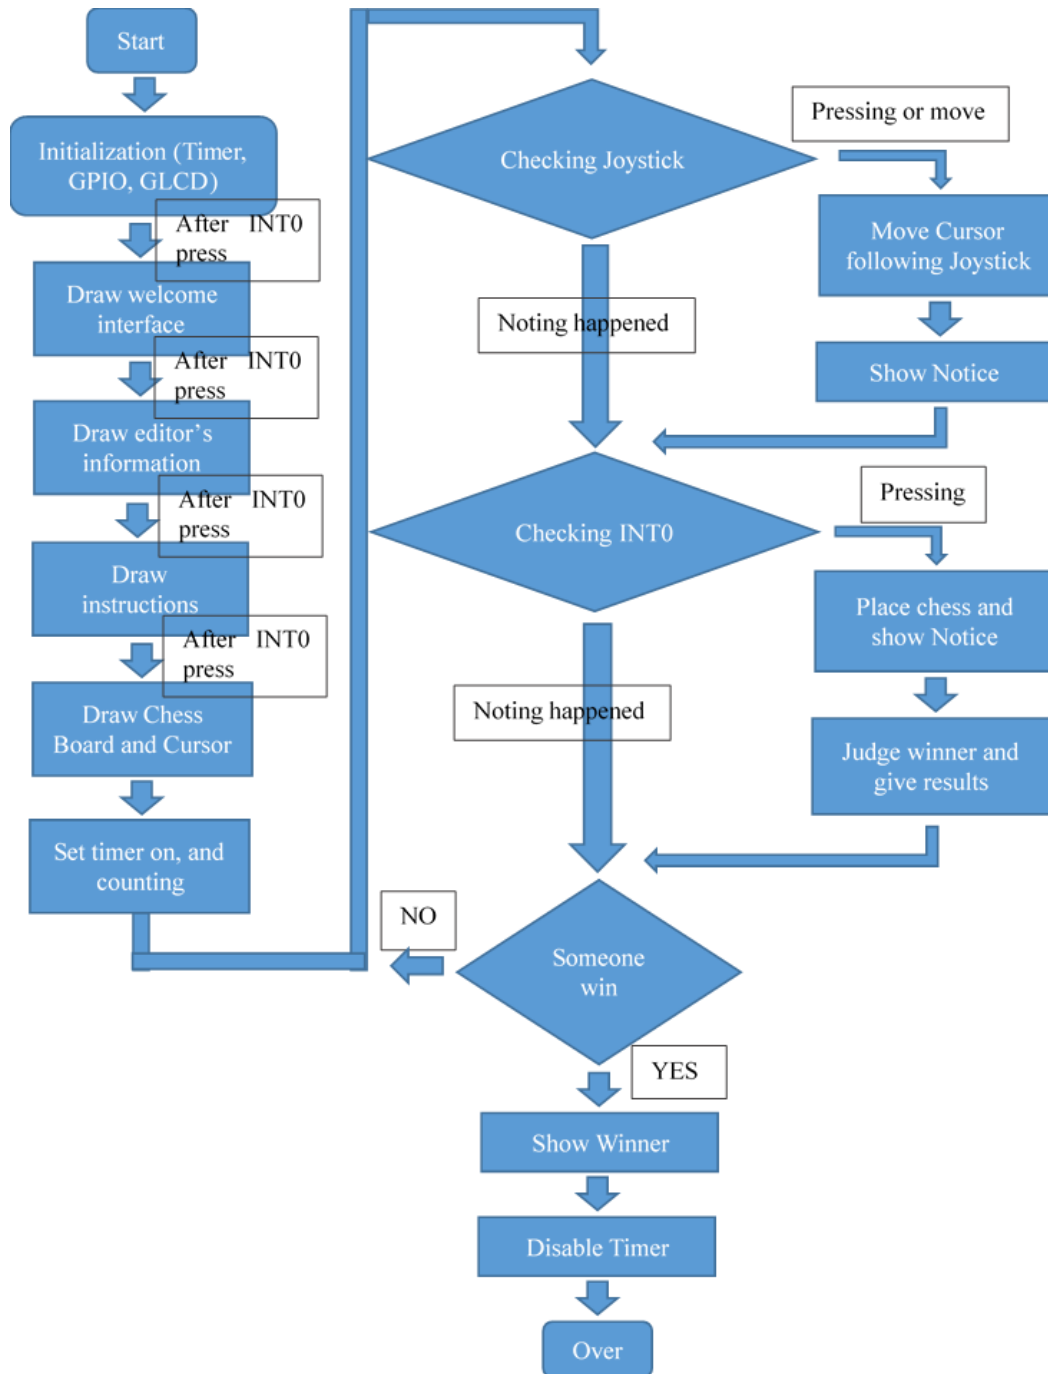 Start
Initialization (Timer,
GPIO, GLCD)
After INT0
press
Draw welcome
interface
After INT0
press
Draw editor's
information
After INT0
press
Draw
instructions
After INT0
press
Draw Chess
Board and Cursor
Set timer on, and
counting
Checking Joystick
Pressing or move
Move Cursor
following Joystick
Show Notice
Noting happened
Checking INT0
Pressing
Place chess and
show Notice
Judge winner and
give results
Noting happened
Someone
win
NO
YES
Show Winner
Disable Timer
Over